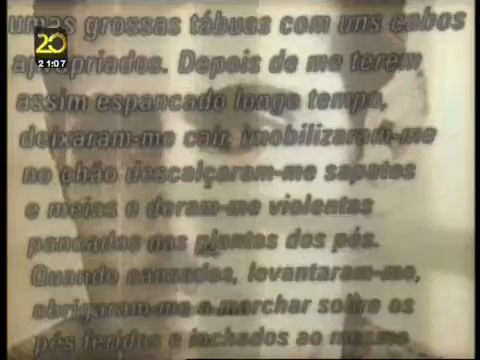 20
21:07
umas grossas tábuas com uns cabos
apropriados. Depois de me terem
assim espancado longo tempo,
deixaram-me cair, imobilizaram-me
no chão descalçaram-me sapatos
e meias e deram-me violentas
pancadas nas plantas dos pés.
Quando cansados, levantaram-me,
obrigaram-me a marchar sobre os
pés feridos e inchados ao mesmo